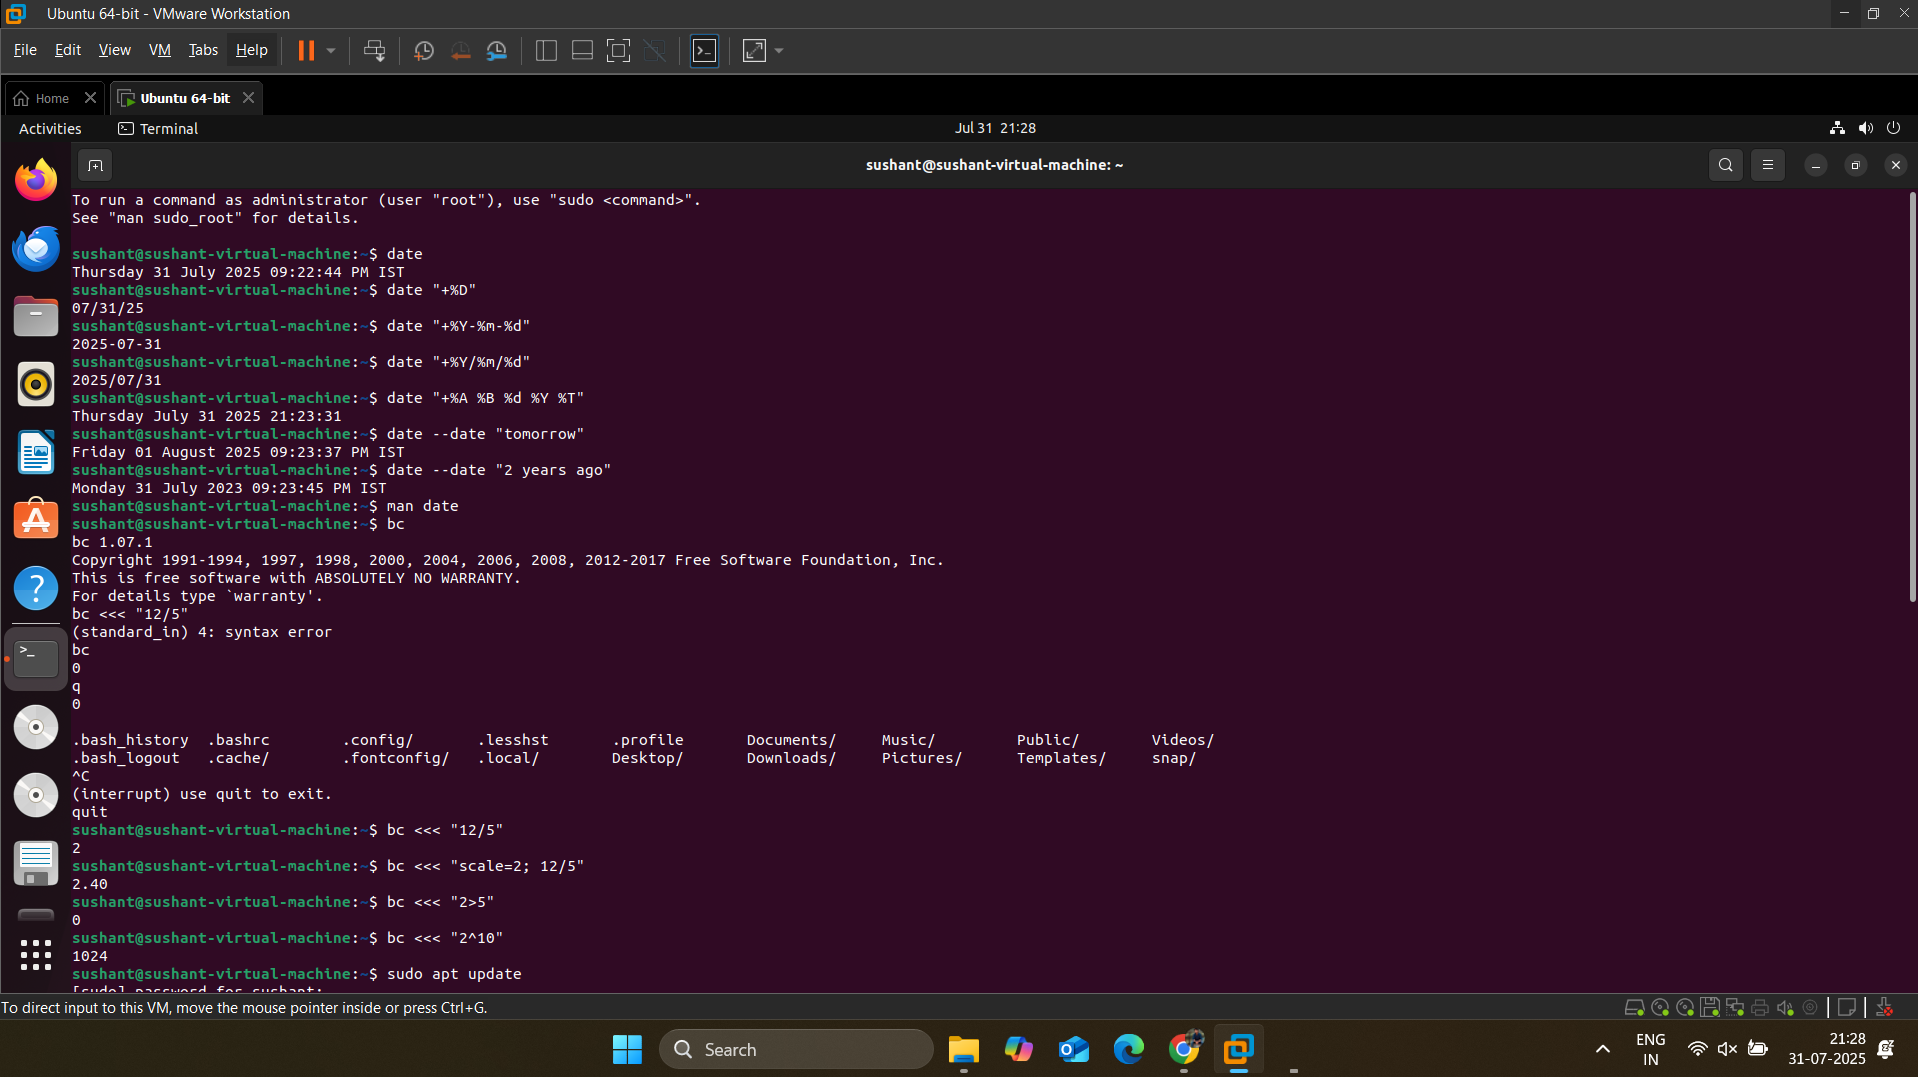 Ubuntu 64-bit - VMware Workstation
File Edit View VM Tabs Help
Home Ubuntu 64-bit
Activities Terminal Jul 31 21:28
sushant@sushant-virtual-machine: ~
To run a command as administrator (user "root"), use "sudo <command>".
See "man sudo_root" for details.
sushant@sushant-virtual-machine:~$ date
Thursday 31 July 2025 09:22:44 PM IST
sushant@sushant-virtual-machine:~$ date "+%D"
07/31/25
sushant@sushant-virtual-machine:~$ date "+%Y-%m-%d"
2025-07-31
sushant@sushant-virtual-machine:~$ date "+%Y/%m/%d"
2025/07/31
sushant@sushant-virtual-machine:~$ date "+%A %B %d %Y %T"
Thursday July 31 2025 21:23:31
sushant@sushant-virtual-machine:~$ date --date "tomorrow"
Friday 01 August 2025 09:23:37 PM IST
sushant@sushant-virtual-machine:~$ date --date "2 years ago"
Monday 31 July 2023 09:23:45 PM IST
sushant@sushant-virtual-machine:~$ man date
sushant@sushant-virtual-machine:~$ bc
bc 1.07.1
Copyright 1991-1994, 1997, 1998, 2000, 2004, 2006, 2008, 2012-2017 Free Software Foundation, Inc.
This is free software with ABSOLUTELY NO WARRANTY.
For details type `warranty'.
bc <<< "12/5"
(standard_in) 4: syntax error
bc
0
q
0
.bash_history .bashrc .config/ .lesshst .profile Documents/ Music/ Public/ Videos/
.bash_logout .cache/ .fontconfig/ .local/ Desktop/ Downloads/ Pictures/ Templates/ snap/
^C
(interrupt) use quit to exit.
quit
sushant@sushant-virtual-machine:~$ bc <<< "12/5"
2
sushant@sushant-virtual-machine:~$ bc <<< "scale=2; 12/5"
2.40
sushant@sushant-virtual-machine:~$ bc <<< "2>5"
0
sushant@sushant-virtual-machine:~$ bc <<< "2^10"
1024
sushant@sushant-virtual-machine:~$ sudo apt update
[sudo] password for sushant:
To direct input to this VM, move the mouse pointer inside or press Ctrl+G.
Search
ENG
IN
21:28
31-07-2025